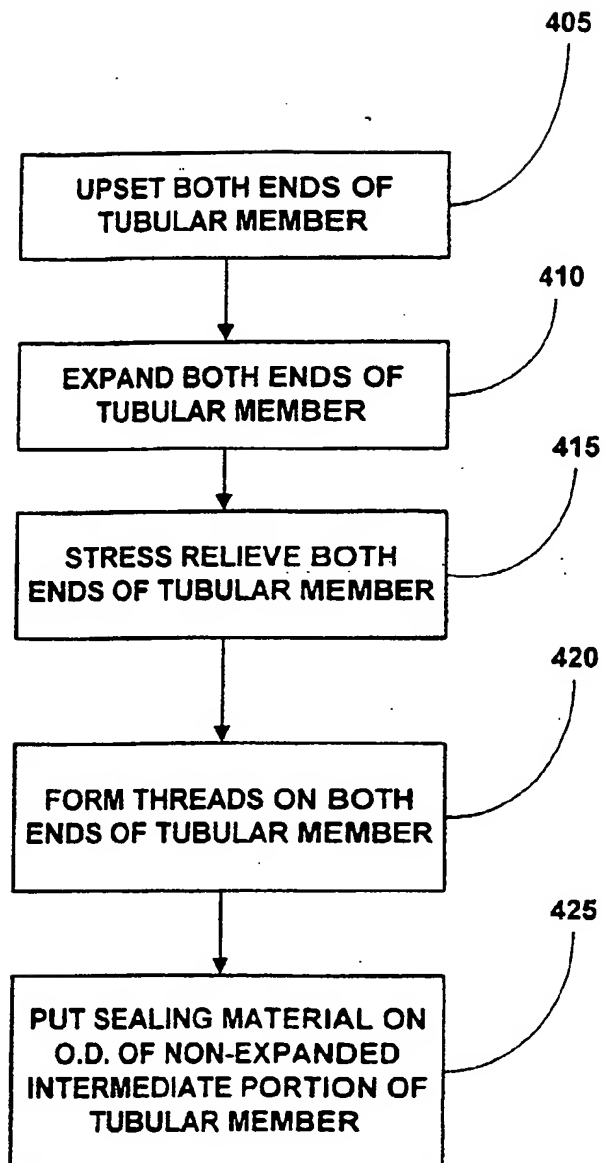 405
UPSET BOTH ENDS OF
TUBULAR MEMBER
410
EXPAND BOTH ENDS OF
TUBULAR MEMBER
415
STRESS RELIEVE BOTH
ENDS OF TUBULAR MEMBER
420
FORM THREADS ON BOTH
ENDS OF TUBULAR MEMBER
425
PUT SEALING MATERIAL ON
O.D. OF NON-EXPANDED
INTERMEDIATE PORTION OF
TUBULAR MEMBER